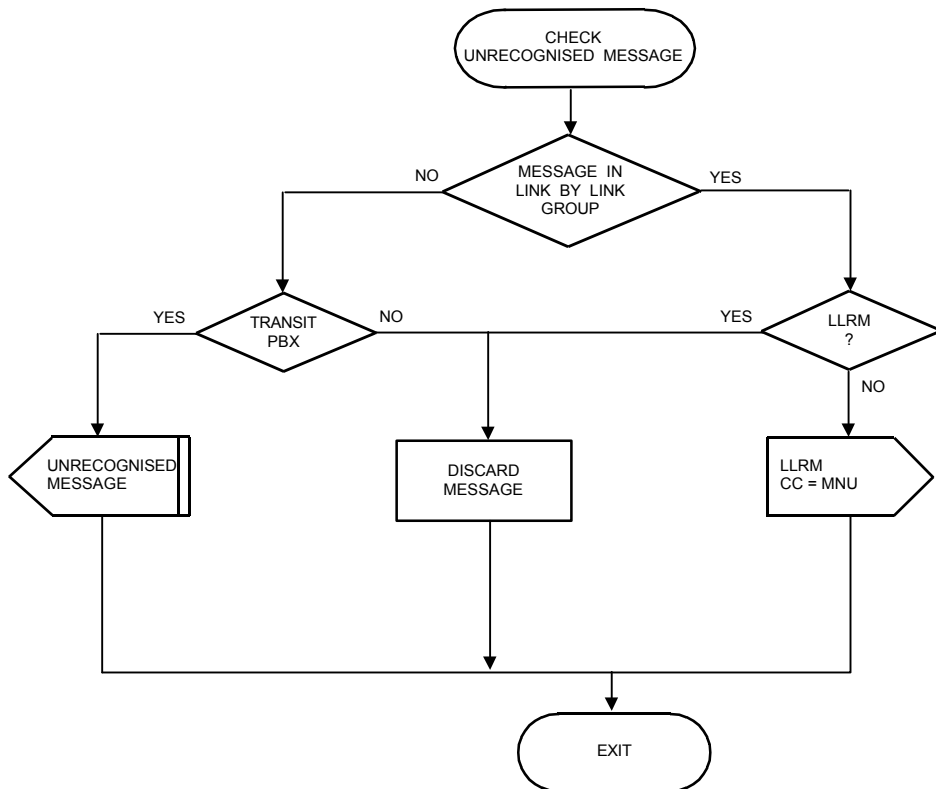 CHECK
UNRECOGNISED MESSAGE
MESSAGE IN
LINK BY LINK
GROUP
NO
YES
TRANSIT
PBX
YES
NO
YES
LLRM
?
NO
UNRECOGNISED
MESSAGE
DISCARD
MESSAGE
LLRM
CC = MNU
EXIT